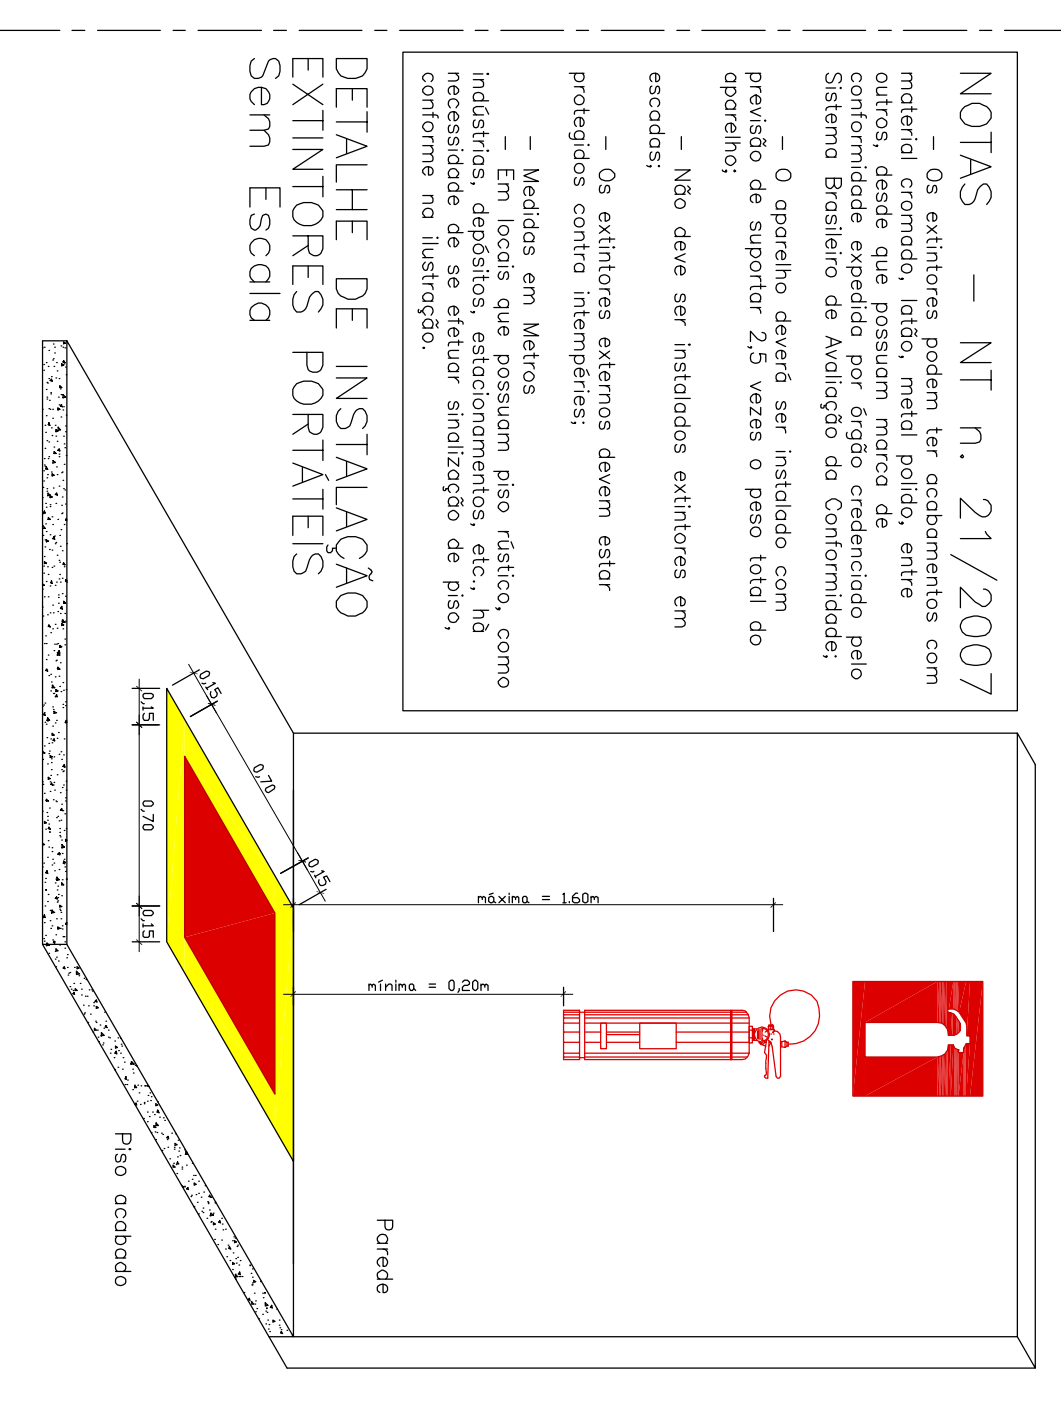 NOTAS – NT n. 21/2007
– Os extintores podem ter acabamentos com
material cromado, latão, metal polido, entre
outros, desde que possuam marca de
conformidade expedida por órgão credenciado pelo
Sistema Brasileiro de Avaliação da Conformidade;
– O aparelho deverá ser instalado com
previsão de suportar 2,5 vezes o peso total do
aparelho;
– Não deve ser instalados extintores em
escadas;
– Os extintores externos devem estar
protegidos contra intempéries;
– Medidas em Metros
– Em locais que possuam piso rústico, como
indústrias, depósitos, estacionamentos, etc., hà
necessidade de se efetuar sinalização de piso,
conforme na ilustração.
DETALHE DE INSTALAÇÃO
EXTINTORES PORTÁTEIS
Sem Escala
máxima = 1.60m
mínima = 0,20m
0,15
0,70
0,15
0,15
0,70
0,15
Parede
Piso acabado